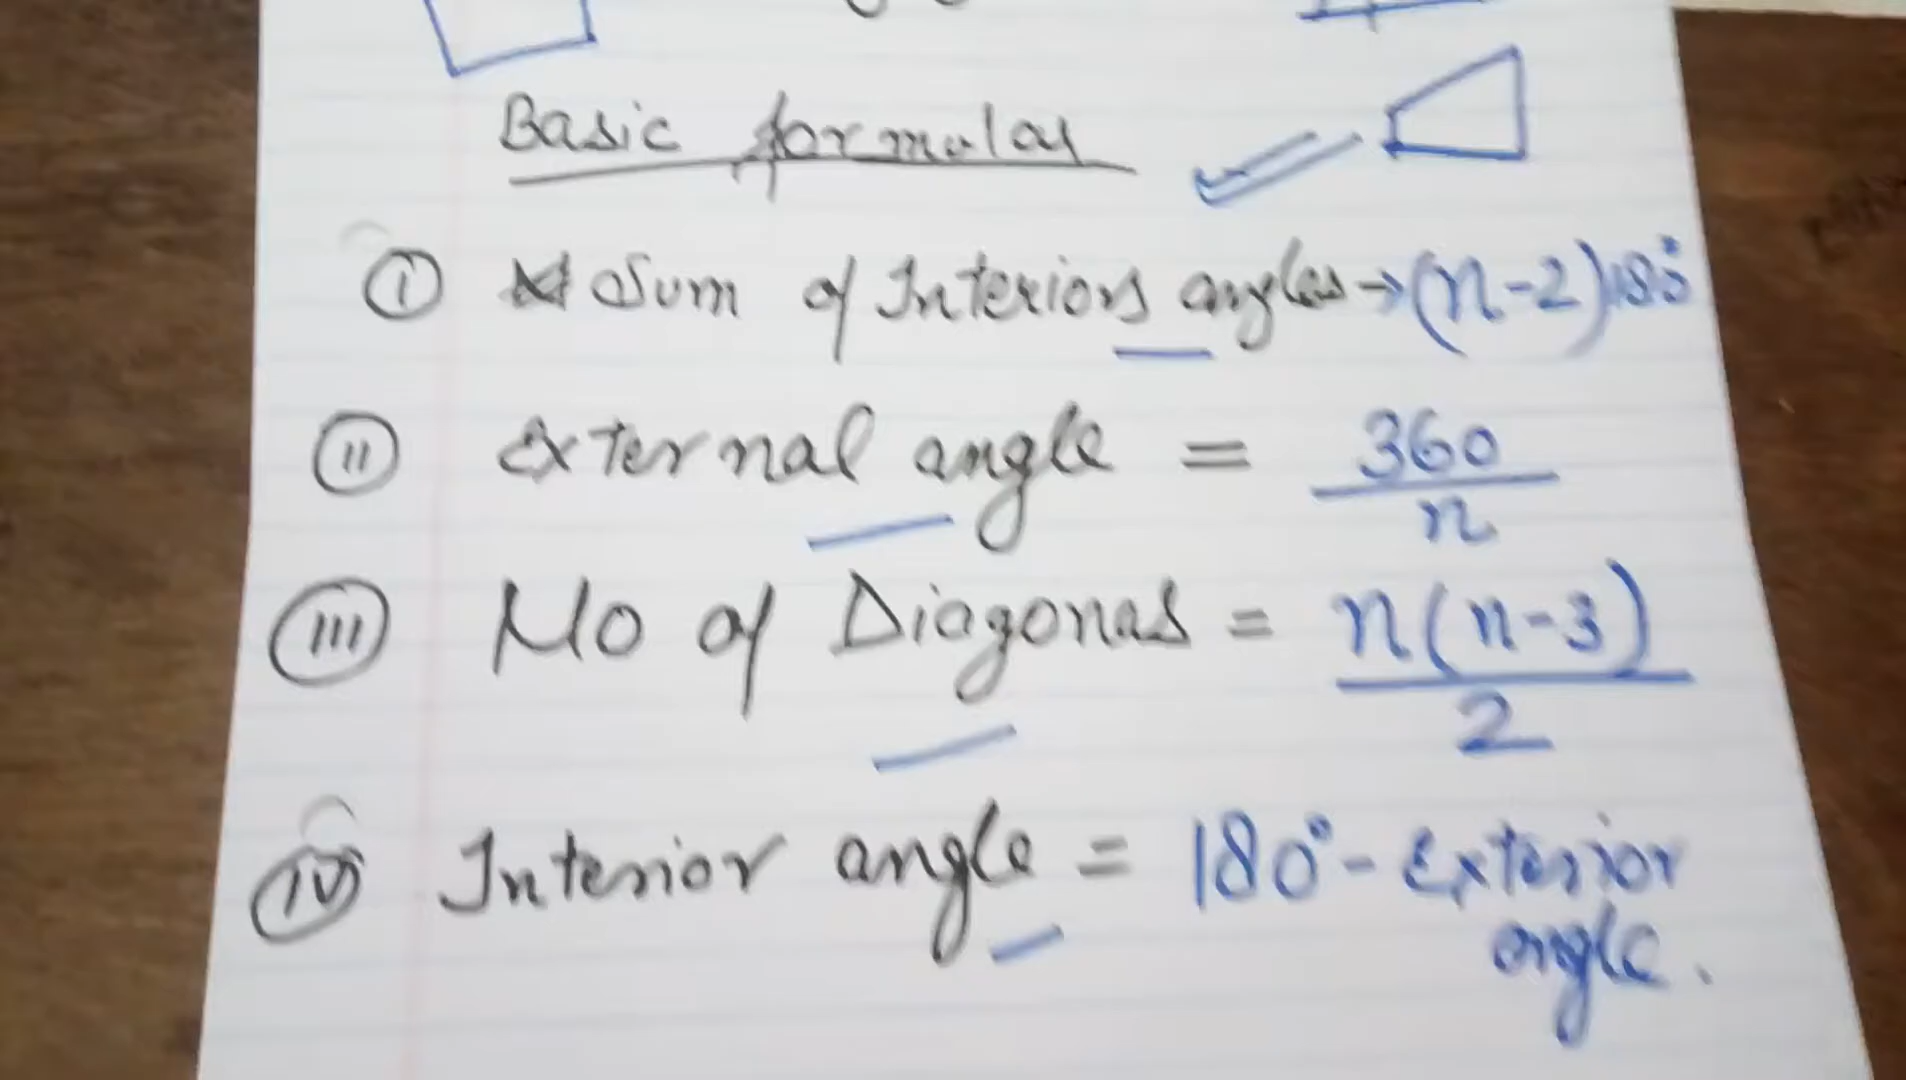 Basic formulas
(I) Sum of Interiors angles → (n-2)180°
(II) External angle = 360/n
(III) No of Diagonas = n(n-3)/2
(IV) Interior angle = 180° - Exterior
angle.